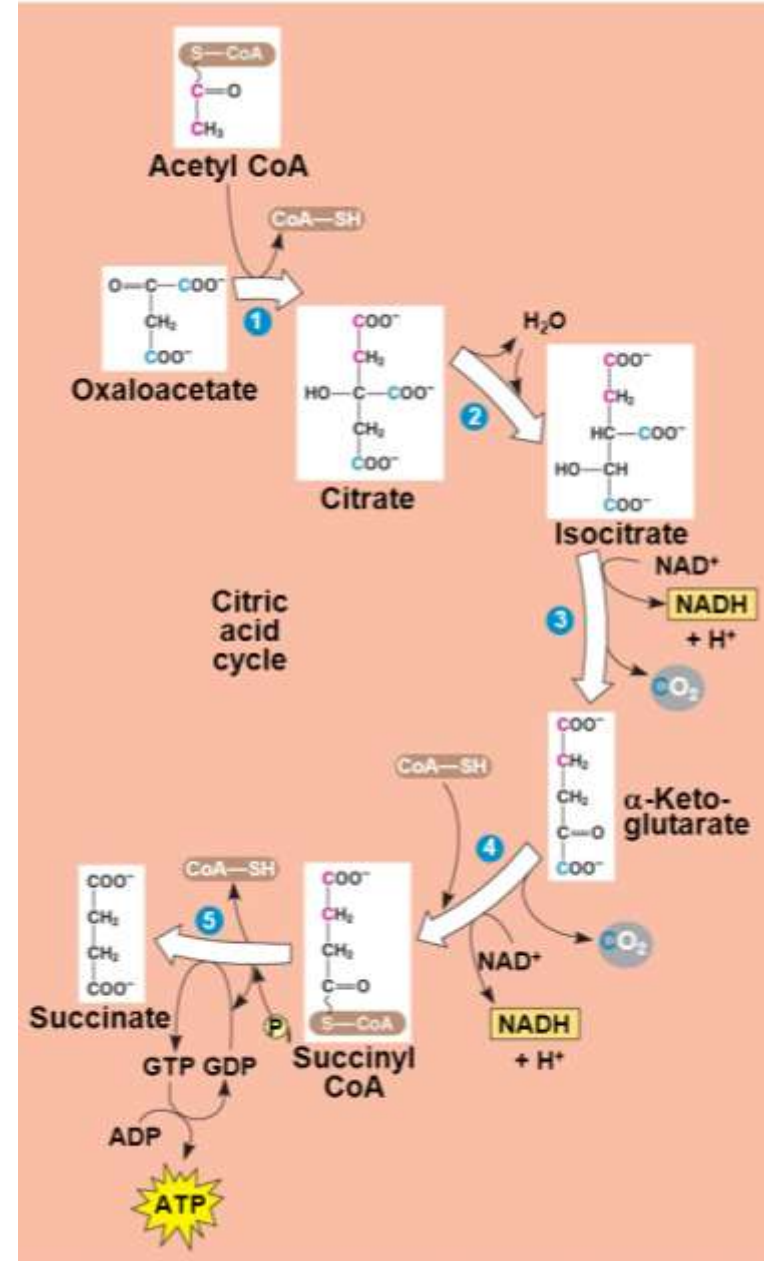 S—CoA
C=O
CH₃
Acetyl CoA
CoA—SH
O=C—COO⁻
CH₂
COO⁻
Oxaloacetate
1
COO⁻
CH₂
HO—C—COO⁻
CH₂
COO⁻
Citrate
H₂O
2
COO⁻
CH₂
HC—COO⁻
HO—CH
COO⁻
Isocitrate
Citric
acid
cycle
NAD⁺
NADH
+ H⁺
3
CO₂
COO⁻
CH₂
CH₂
C=O
COO⁻
α-Keto-
glutarate
CoA—SH
4
CO₂
NAD⁺
NADH
+ H⁺
COO⁻
CH₂
CH₂
C=O
S—CoA
Succinyl
CoA
CoA—SH
5
P i
COO⁻
CH₂
CH₂
COO⁻
Succinate
GTP GDP
ADP
ATP